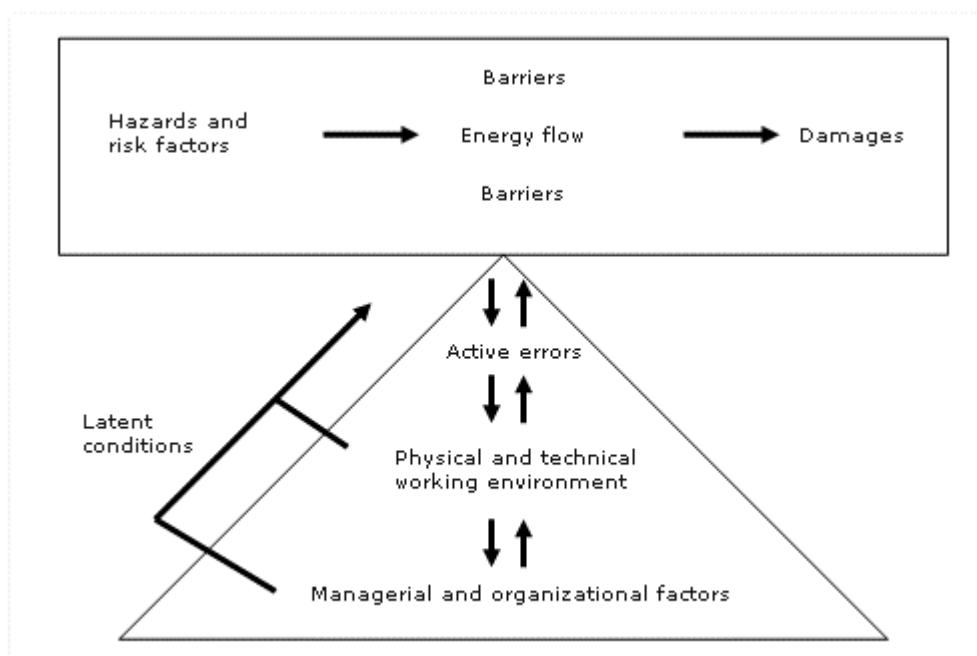 Barriers
Hazards and
risk factors
Energy flow
Damages
Barriers
Active errors
Latent
conditions
Physical and technical
working environment
Managerial and organizational factors